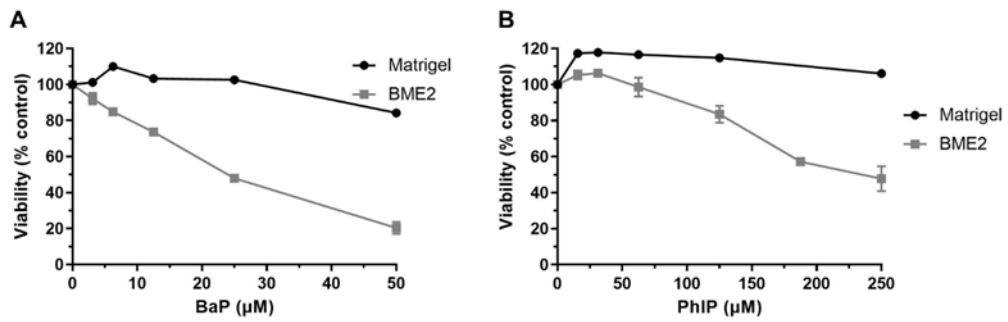 A
Viability (% control)
120
100
80
60
40
20
0
0 10 20 30 40 50
BaP (µM)
Matrigel
BME2
B
Viability (% control)
120
100
80
60
40
20
0
0 50 100 150 200 250
PhIP (µM)
Matrigel
BME2